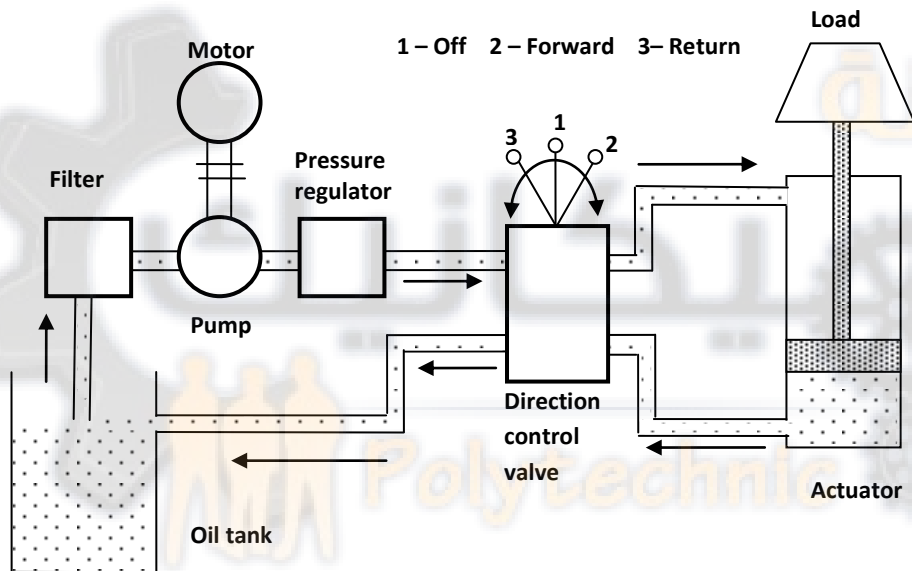 Load
Motor
1 – Off 2 – Forward 3– Return
3 1 2
Pressure
regulator
Filter
Pump
Direction
control
valve
Polytechnic
Actuator
Oil tank